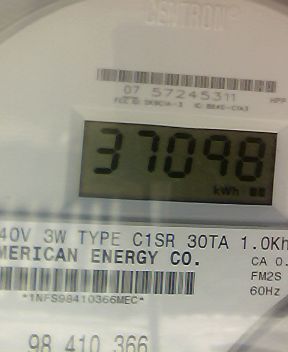 CENTRON®
07 57245311
37098
kWh
40V 3W TYPE C1SR 30TA 1.0Kh
MERICAN ENERGY CO.
CA 0.
FM2S
60Hz
*1NFS98410366MEC*
98 410 366